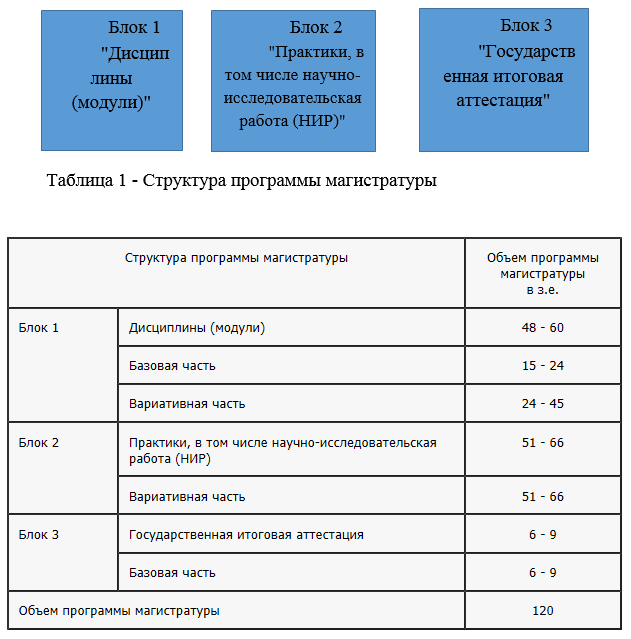 Блок 1
"Дисцип
лины
(модули)"
Блок 2
"Практики, в
том числе научно-
исследовательская
работа (НИР)"
Блок 3
"Государств
енная итоговая
аттестация"
Таблица 1 - Структура программы магистратуры
Структура программы магистратуры
Объем программы
магистратуры
в з.е.
Блок 1
Дисциплины (модули)
48 - 60
Базовая часть
15 - 24
Вариативная часть
24 - 45
Блок 2
Практики, в том числе научно-исследовательская
работа (НИР)
51 - 66
Вариативная часть
51 - 66
Блок 3
Государственная итоговая аттестация
6 - 9
Базовая часть
6 - 9
Объем программы магистратуры
120